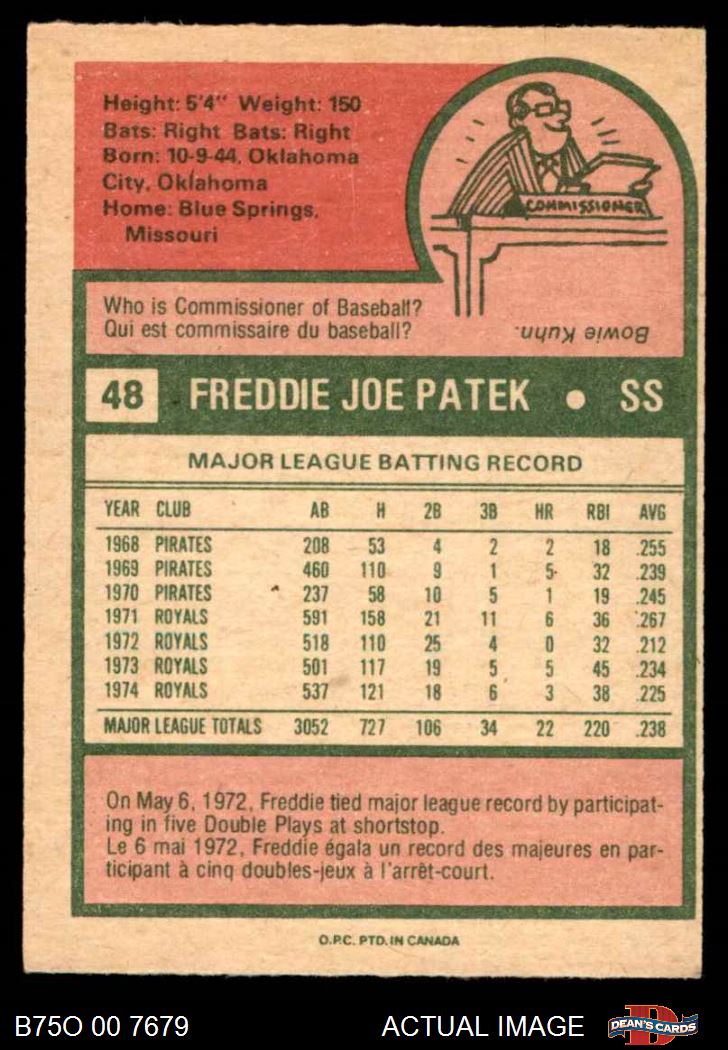 Height: 5'4" Weight: 150
Bats: Right Bats: Right
Born: 10-9-44, Oklahoma
City, Oklahoma
Home: Blue Springs,
Missouri
COMMISSIONER
Who is Commissioner of Baseball?
Qui est commissaire du baseball?
Bowie Kuhn.
48 FREDDIE JOE PATEK • SS
MAJOR LEAGUE BATTING RECORD
YEAR CLUB AB H 2B 3B HR RBI AVG
1968 PIRATES 208 53 4 2 2 18 .255
1969 PIRATES 460 110 9 1 5 32 .239
1970 PIRATES 237 58 10 5 1 19 .245
1971 ROYALS 591 158 21 11 6 36 .267
1972 ROYALS 518 110 25 4 0 32 .212
1973 ROYALS 501 117 19 5 5 45 .234
1974 ROYALS 537 121 18 6 3 38 .225
MAJOR LEAGUE TOTALS 3052 727 106 34 22 220 .238
On May 6, 1972, Freddie tied major league record by participat-
ing in five Double Plays at shortstop.
Le 6 mai 1972, Freddie égala un record des majeures en par-
ticipant à cinq doubles-jeux à l'arrêt-court.
O.P.C. PTD. IN CANADA
B75O 00 7679 ACTUAL IMAGE D DEAN'S CARDS